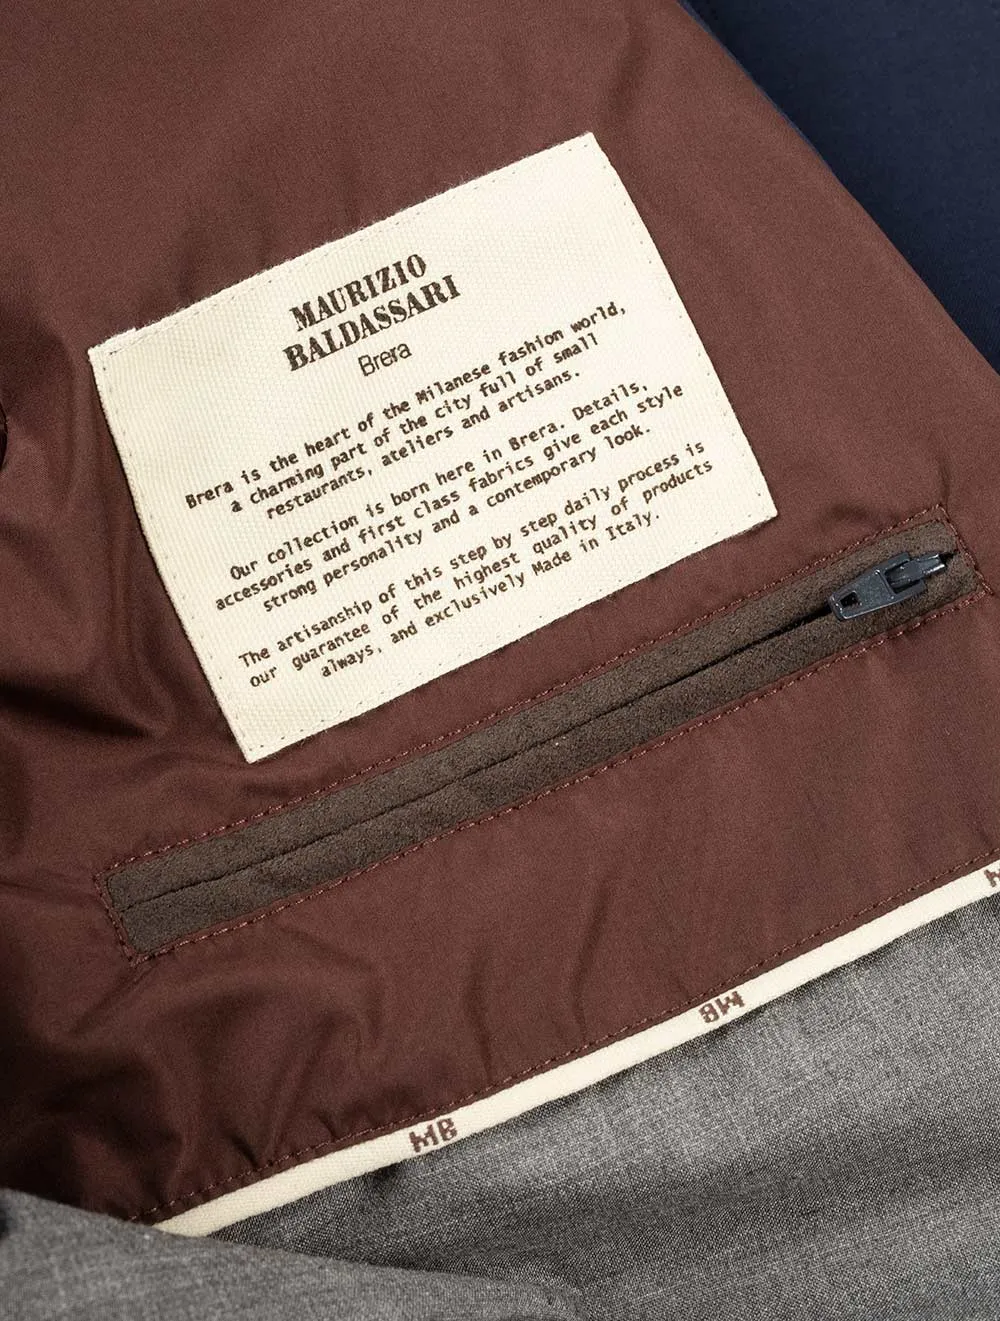 MAURIZIO
BALDASSARI
Brera
Brera is the heart of the Milanese fashion world,
a charming part of the city full of small
restaurants, ateliers and artisans.
Our collection is born here in Brera. Details,
accessories and first class fabrics give each style
strong personality and a contemporary look.
The artisanship of this step by step daily process is
our guarantee of the highest quality of products
always, and exclusively Made in Italy.
MB
MB